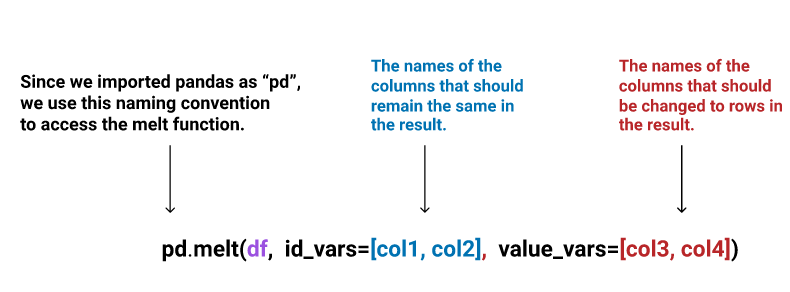 Since we imported pandas as “pd”,
we use this naming convention
to access the melt function.
The names of the
columns that should
remain the same in
the result.
The names of the
columns that should
be changed to rows in
the result.
pd.melt(df, id_vars=[col1, col2], value_vars=[col3, col4])